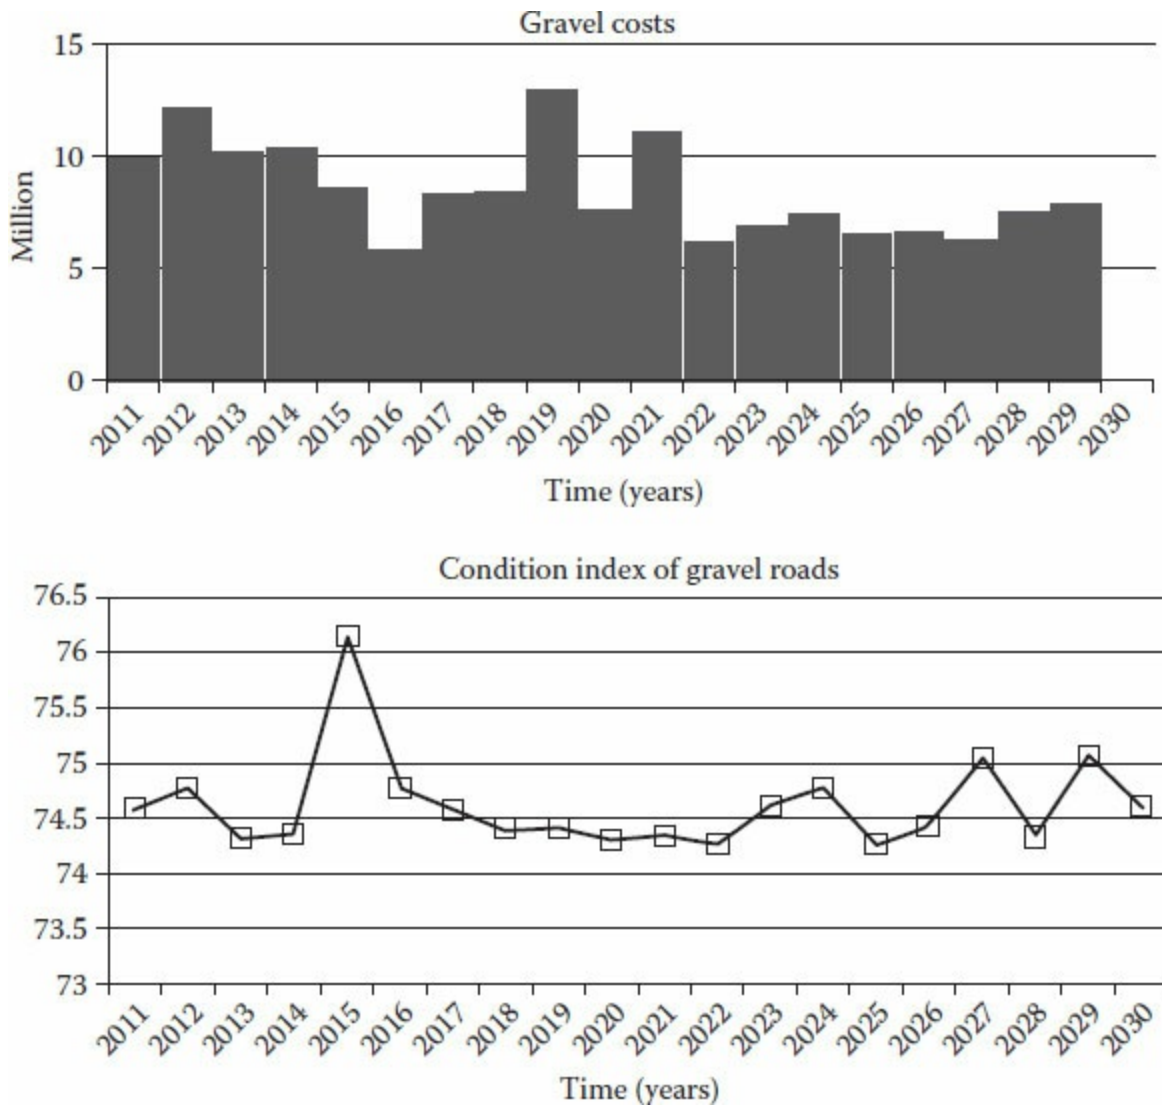 Gravel costs
15
10
5
0
Million
2011 2012 2013 2014 2015 2016 2017 2018 2019 2020 2021 2022 2023 2024 2025 2026 2027 2028 2029 2030
Time (years)
Condition index of gravel roads
76.5
76
75.5
75
74.5
74
73.5
73
2011 2012 2013 2014 2015 2016 2017 2018 2019 2020 2021 2022 2023 2024 2025 2026 2027 2028 2029 2030
Time (years)